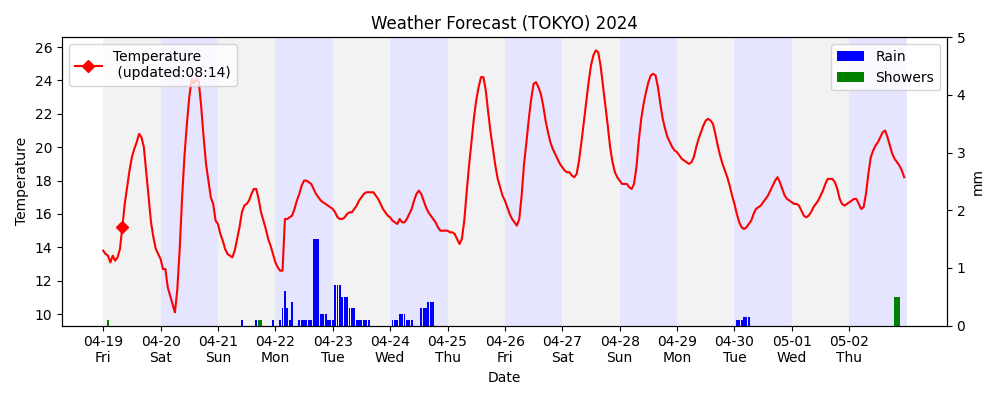 Weather Forecast (TOKYO) 2024
Temperature
(updated:08:14)
Rain
Showers
Temperature
26
24
22
20
18
16
14
12
10
5
4
3
2
1
0
mm
04-19 04-20 04-21 04-22 04-23 04-24 04-25 04-26 04-27 04-28 04-29 04-30 05-01 05-02
Fri Sat Sun Mon Tue Wed Thu Fri Sat Sun Mon Tue Wed Thu
Date